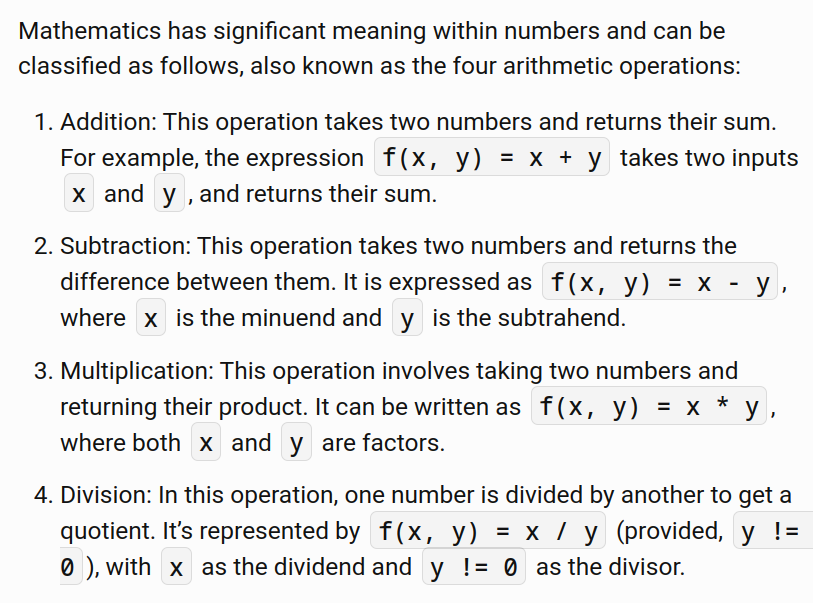 Mathematics has significant meaning within numbers and can be
classified as follows, also known as the four arithmetic operations:
1. Addition: This operation takes two numbers and returns their sum.
For example, the expression f(x, y) = x + y takes two inputs
x and y, and returns their sum.
2. Subtraction: This operation takes two numbers and returns the
difference between them. It is expressed as f(x, y) = x - y,
where x is the minuend and y is the subtrahend.
3. Multiplication: This operation involves taking two numbers and
returning their product. It can be written as f(x, y) = x * y,
where both x and y are factors.
4. Division: In this operation, one number is divided by another to get a
quotient. It’s represented by f(x, y) = x / y (provided, y !=
0), with x as the dividend and y != 0 as the divisor.